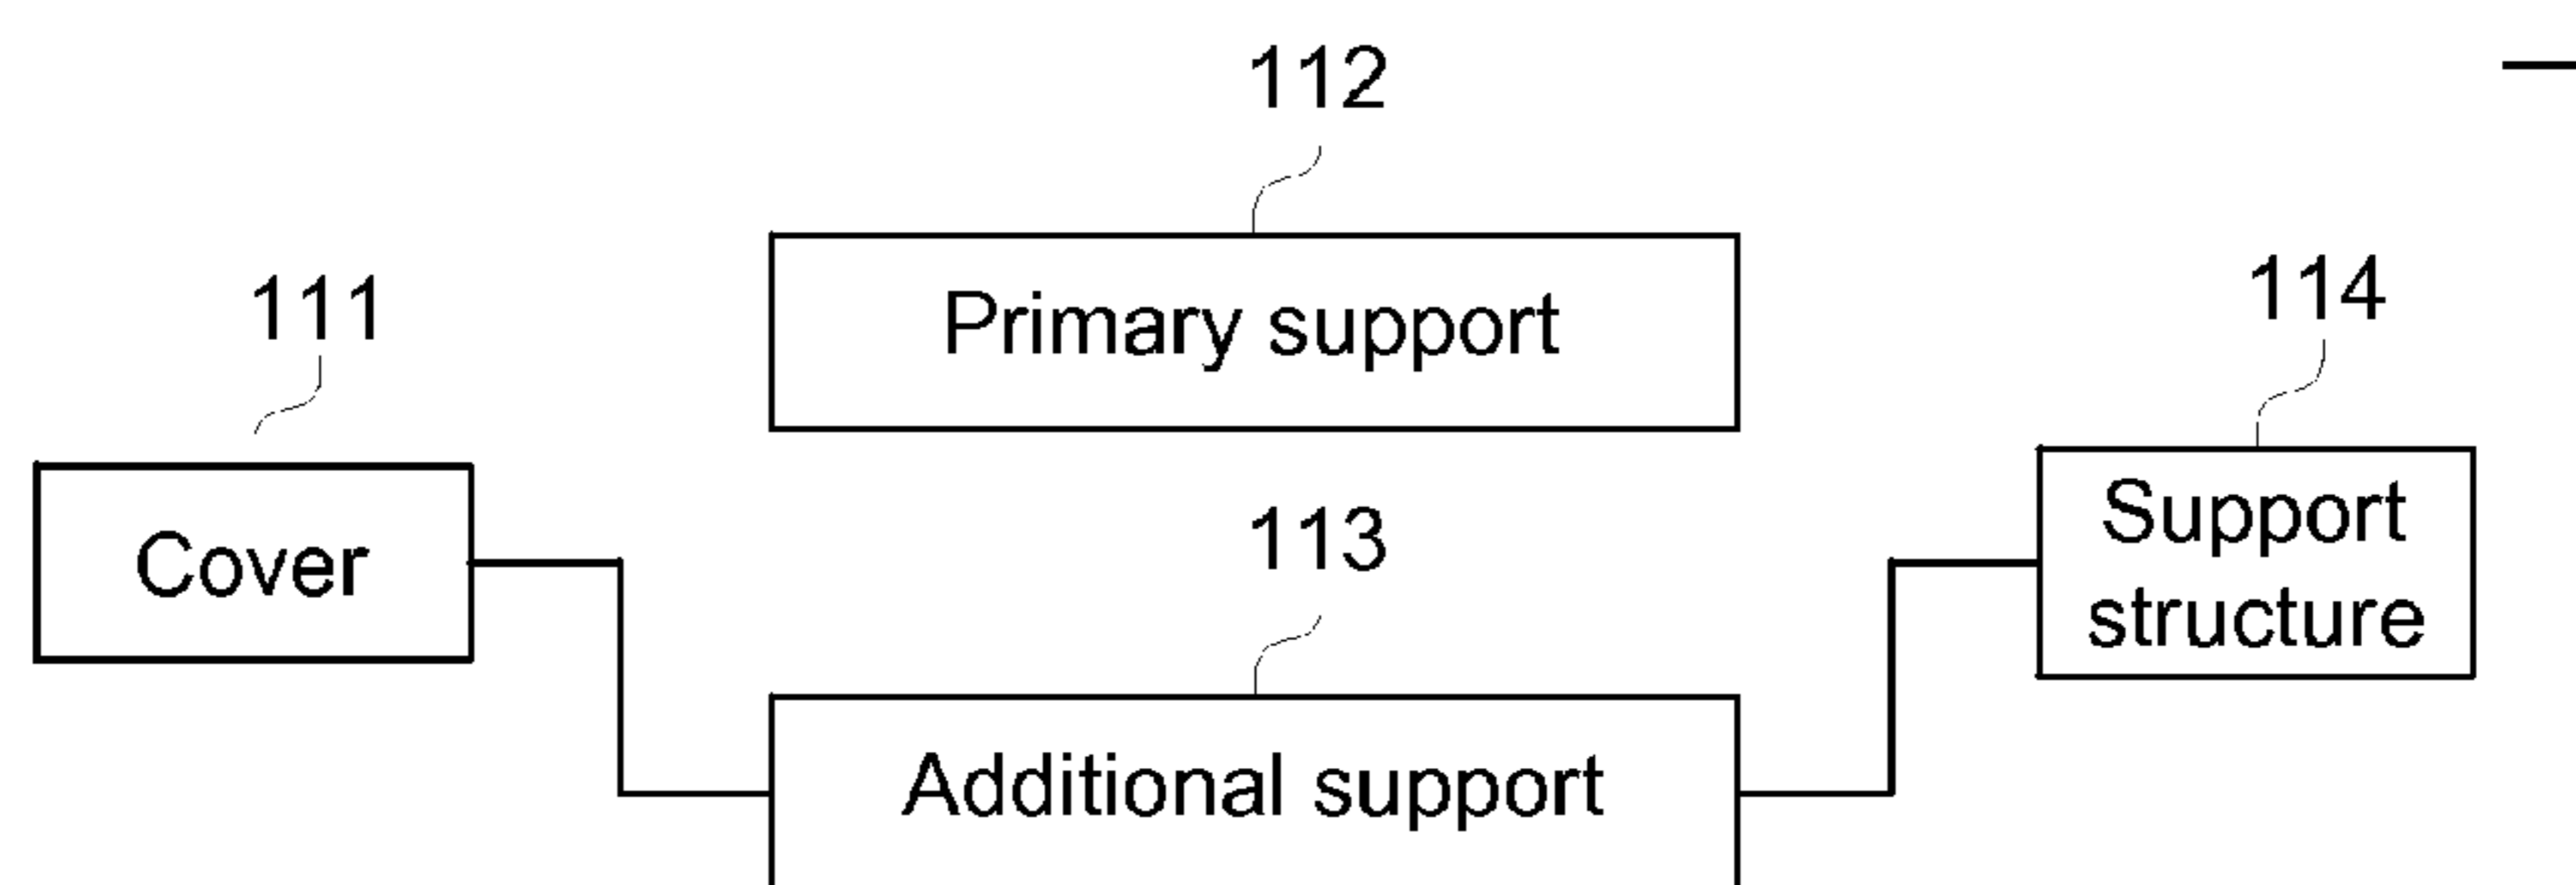 112
Primary support
111
Cover
114
Support
structure
113
Additional support